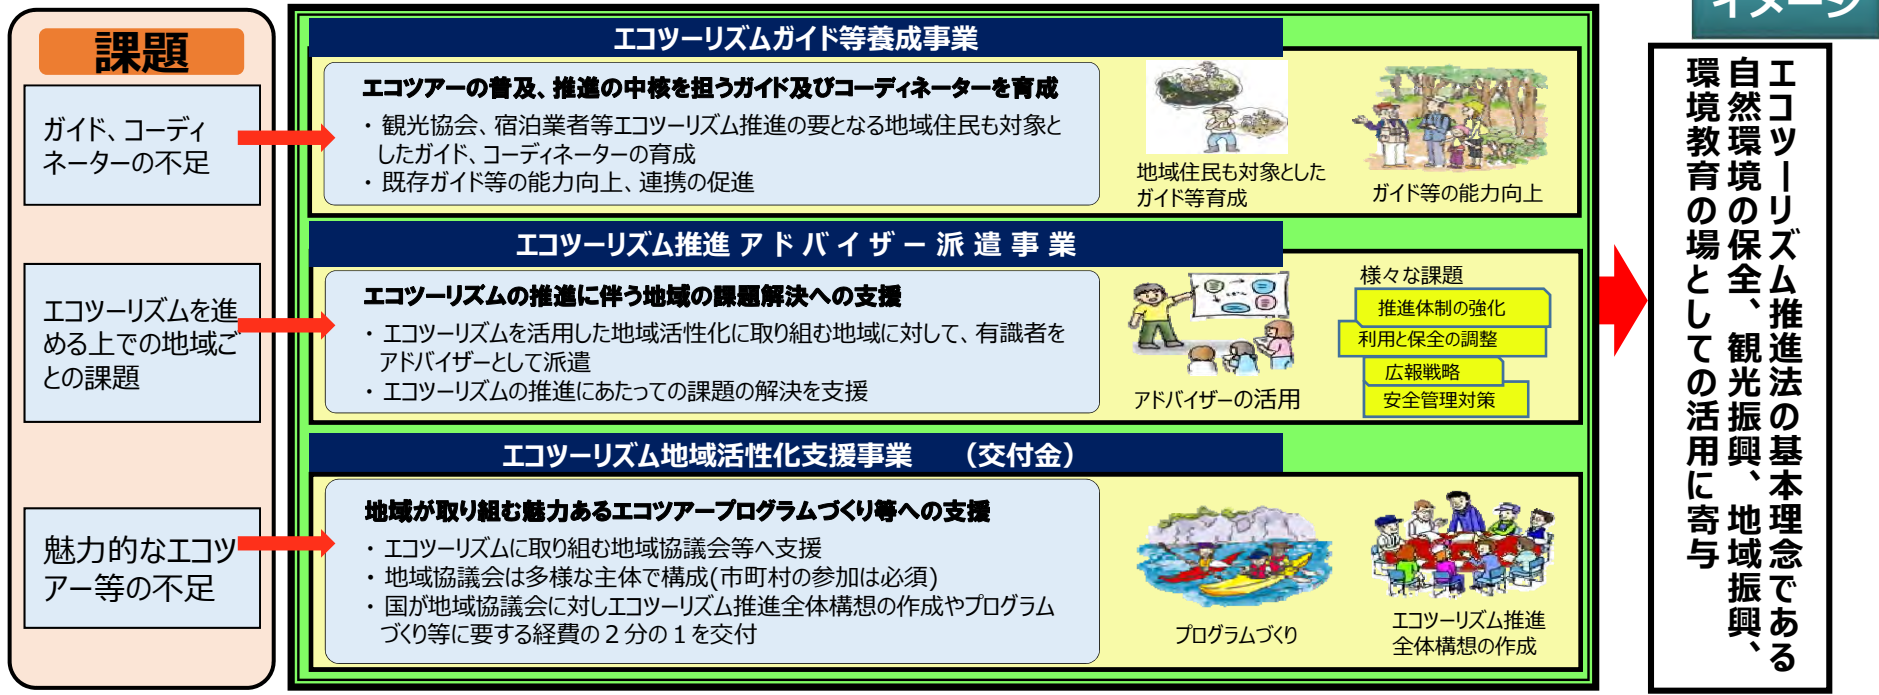 イメージ
課題
ガイド、コーディ
ネーターの不足
エコツーリズムを進
める上での地域ご
との課題
魅力的なエコツ
アー等の不足
エコツーリズムガイド等養成事業
エコツアーの普及、推進の中核を担うガイド及びコーディネーターを育成
・観光協会、宿泊業者等エコツーリズム推進の要となる地域住民も対象と
したガイド、コーディネーターの育成
・既存ガイド等の能力向上、連携の促進
地域住民も対象とした
ガイド等育成
ガイド等の能力向上
エコツーリズム推進アドバイザー派遣事業
エコツーリズムの推進に伴う地域の課題解決への支援
・エコツーリズムを活用した地域活性化に取り組む地域に対して、有識者を
アドバイザーとして派遣
・エコツーリズムの推進にあたっての課題の解決を支援
アドバイザーの活用
様々な課題
推進体制の強化
利用と保全の調整
広報戦略
安全管理対策
エコツーリズム地域活性化支援事業　（交付金）
地域が取り組む魅力あるエコツアープログラムづくり等への支援
・エコツーリズムに取り組む地域協議会等へ支援
・地域協議会は多様な主体で構成(市町村の参加は必須)
・国が地域協議会に対しエコツーリズム推進全体構想の作成やプログラム
づくり等に要する経費の２分の１を交付
プログラムづくり
エコツーリズム推進
全体構想の作成
エコツーリズム推進法の基本理念である
自然環境の保全、観光振興、地域振興、
環境教育の場としての活用に寄与